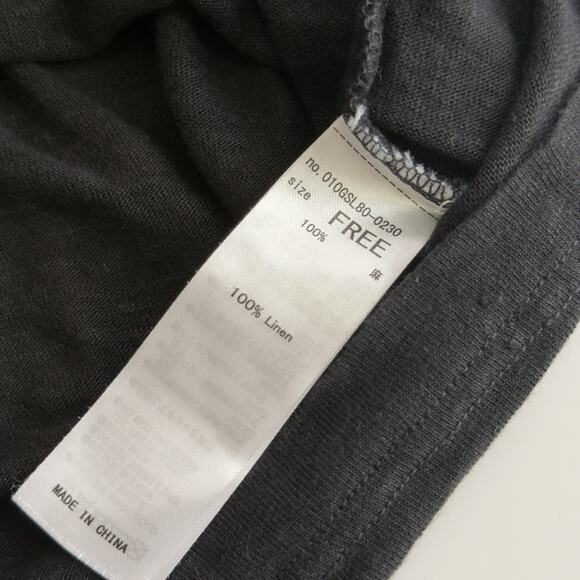 no. 010GSL80-0230
size FREE
100% 麻
100% Linen
MADE IN CHINA